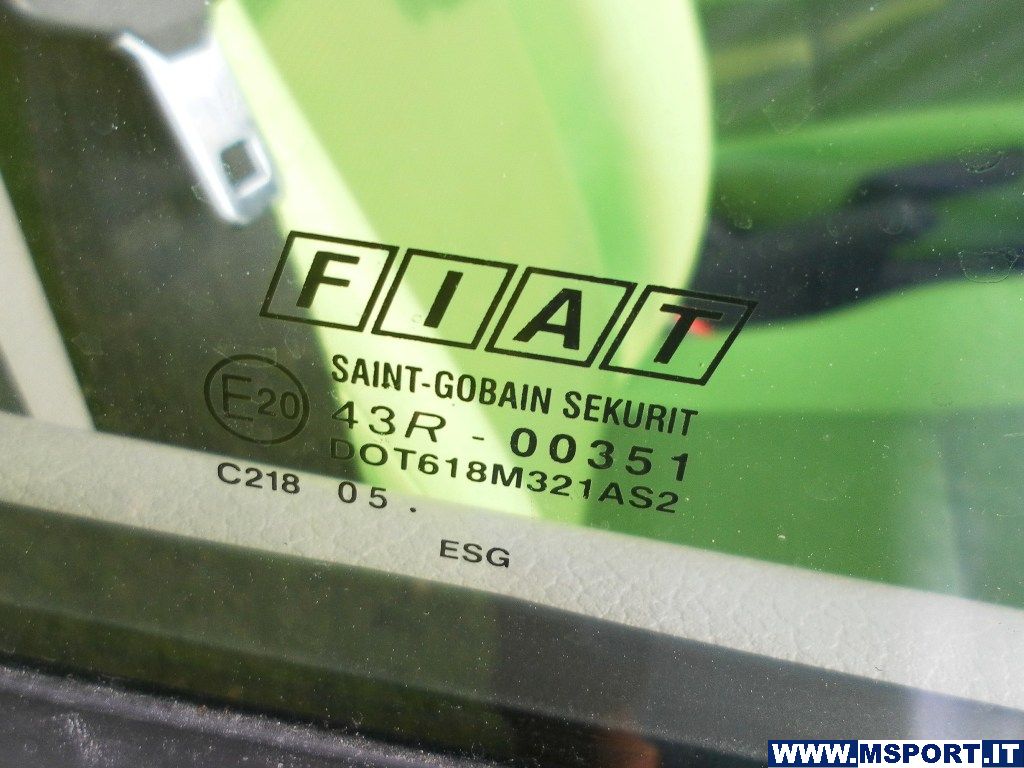 FIAT
SAINT-GOBAIN SEKURIT
E20 43R - 00351
DOT618M321AS2
C218 05 .
ESG
WWW.MSPORT.IT